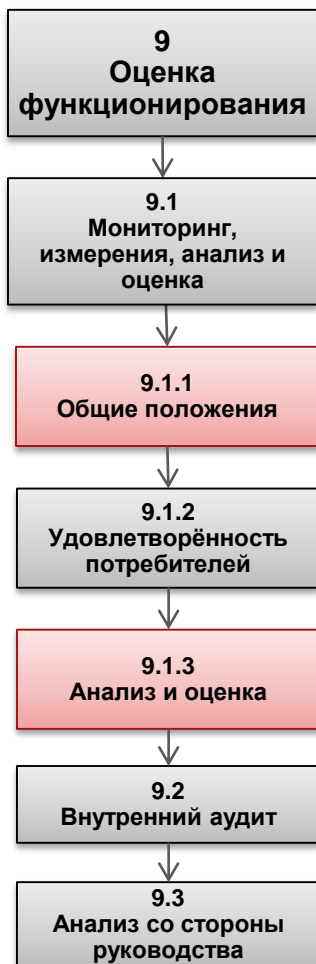 9
Оценка
функционирования
9.1
Мониторинг,
измерения, анализ и
оценка
9.1.1
Общие положения
9.1.2
Удовлетворённость
потребителей
9.1.3
Анализ и оценка
9.2
Внутренний аудит
9.3
Анализ со стороны
руководства